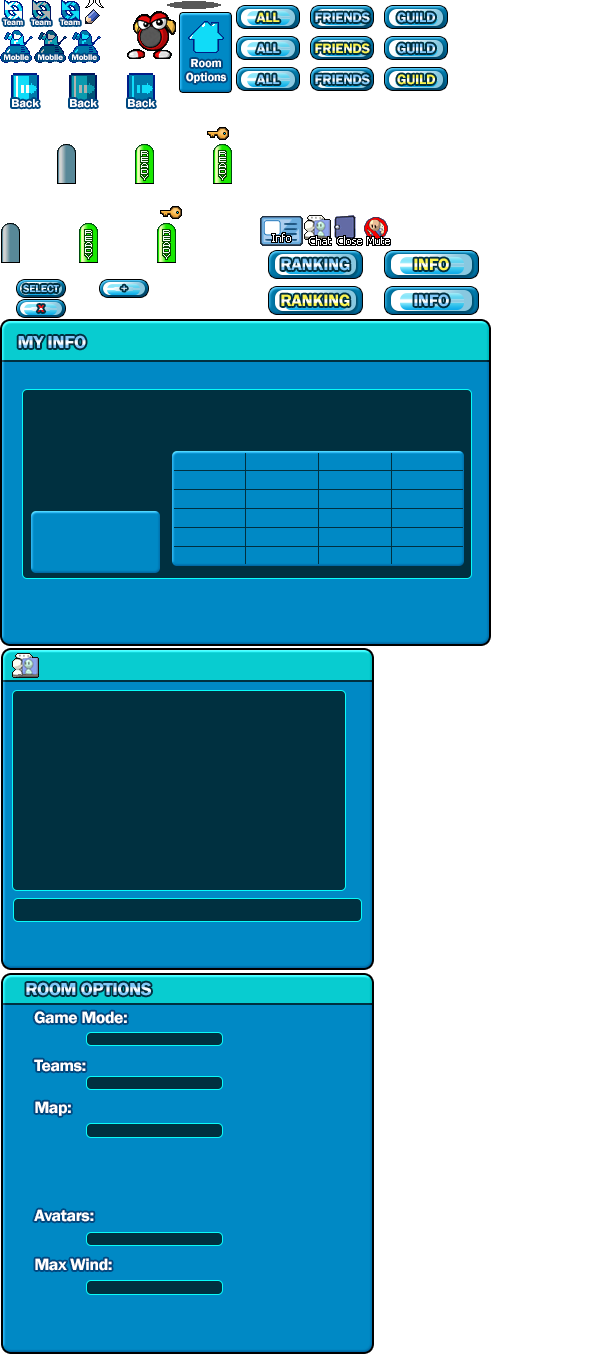 Team
Team
Team
Mobile
Mobile
Mobile
Back
Back
Back
Room
Options
ALL
FRIENDS
GUILD
ALL
FRIENDS
GUILD
ALL
FRIENDS
GUILD
Info
Chat
Close
Mute
RANKING
INFO
RANKING
INFO
SELECT
MY INFO
ROOM OPTIONS
Game Mode:
Teams:
Map:
Avatars:
Max Wind: